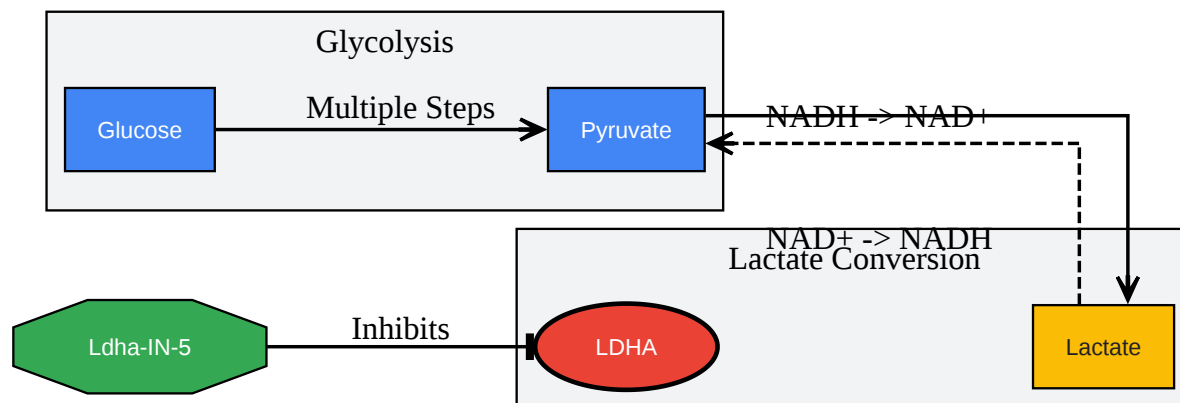 Glycolysis
Glucose
Multiple Steps
Pyruvate
NADH -> NAD+
NAD+ -> NADH
Lactate Conversion
Ldha-IN-5
Inhibits
LDHA
Lactate